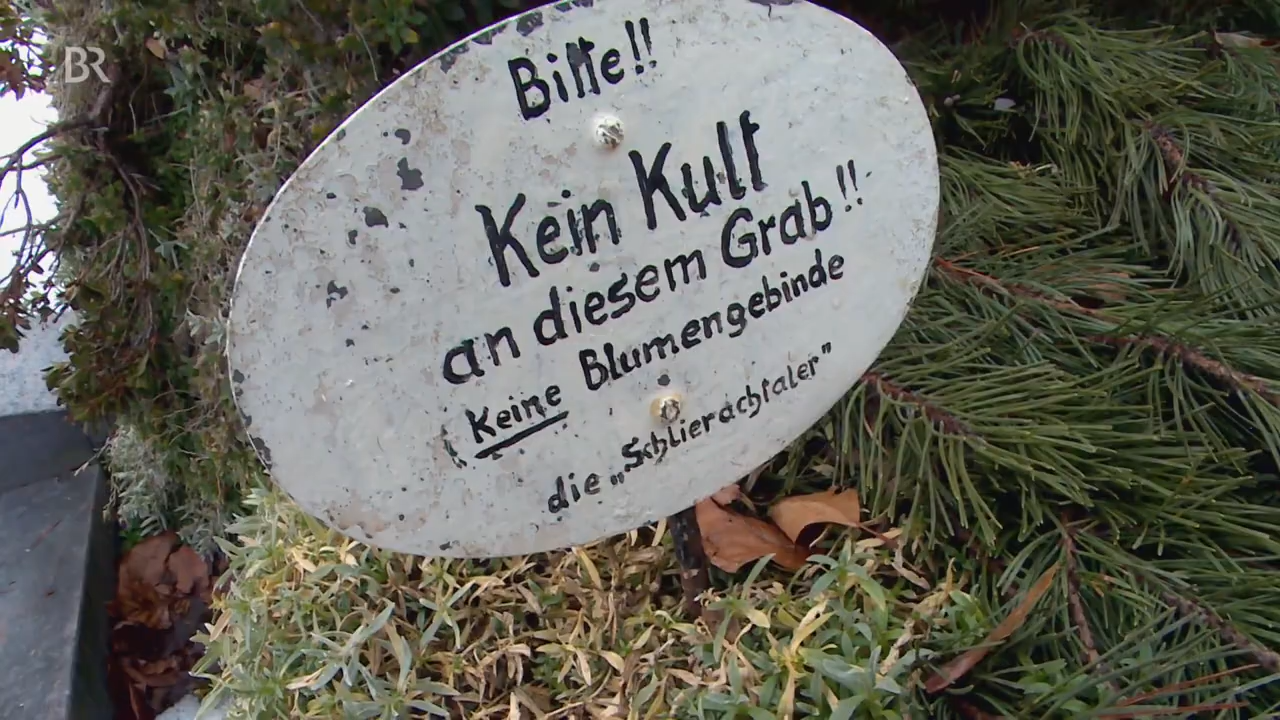 BR
Bitte!!
Kein Kult
an diesem Grab!!
Keine Blumengebinde
die „Schlierachtaler"